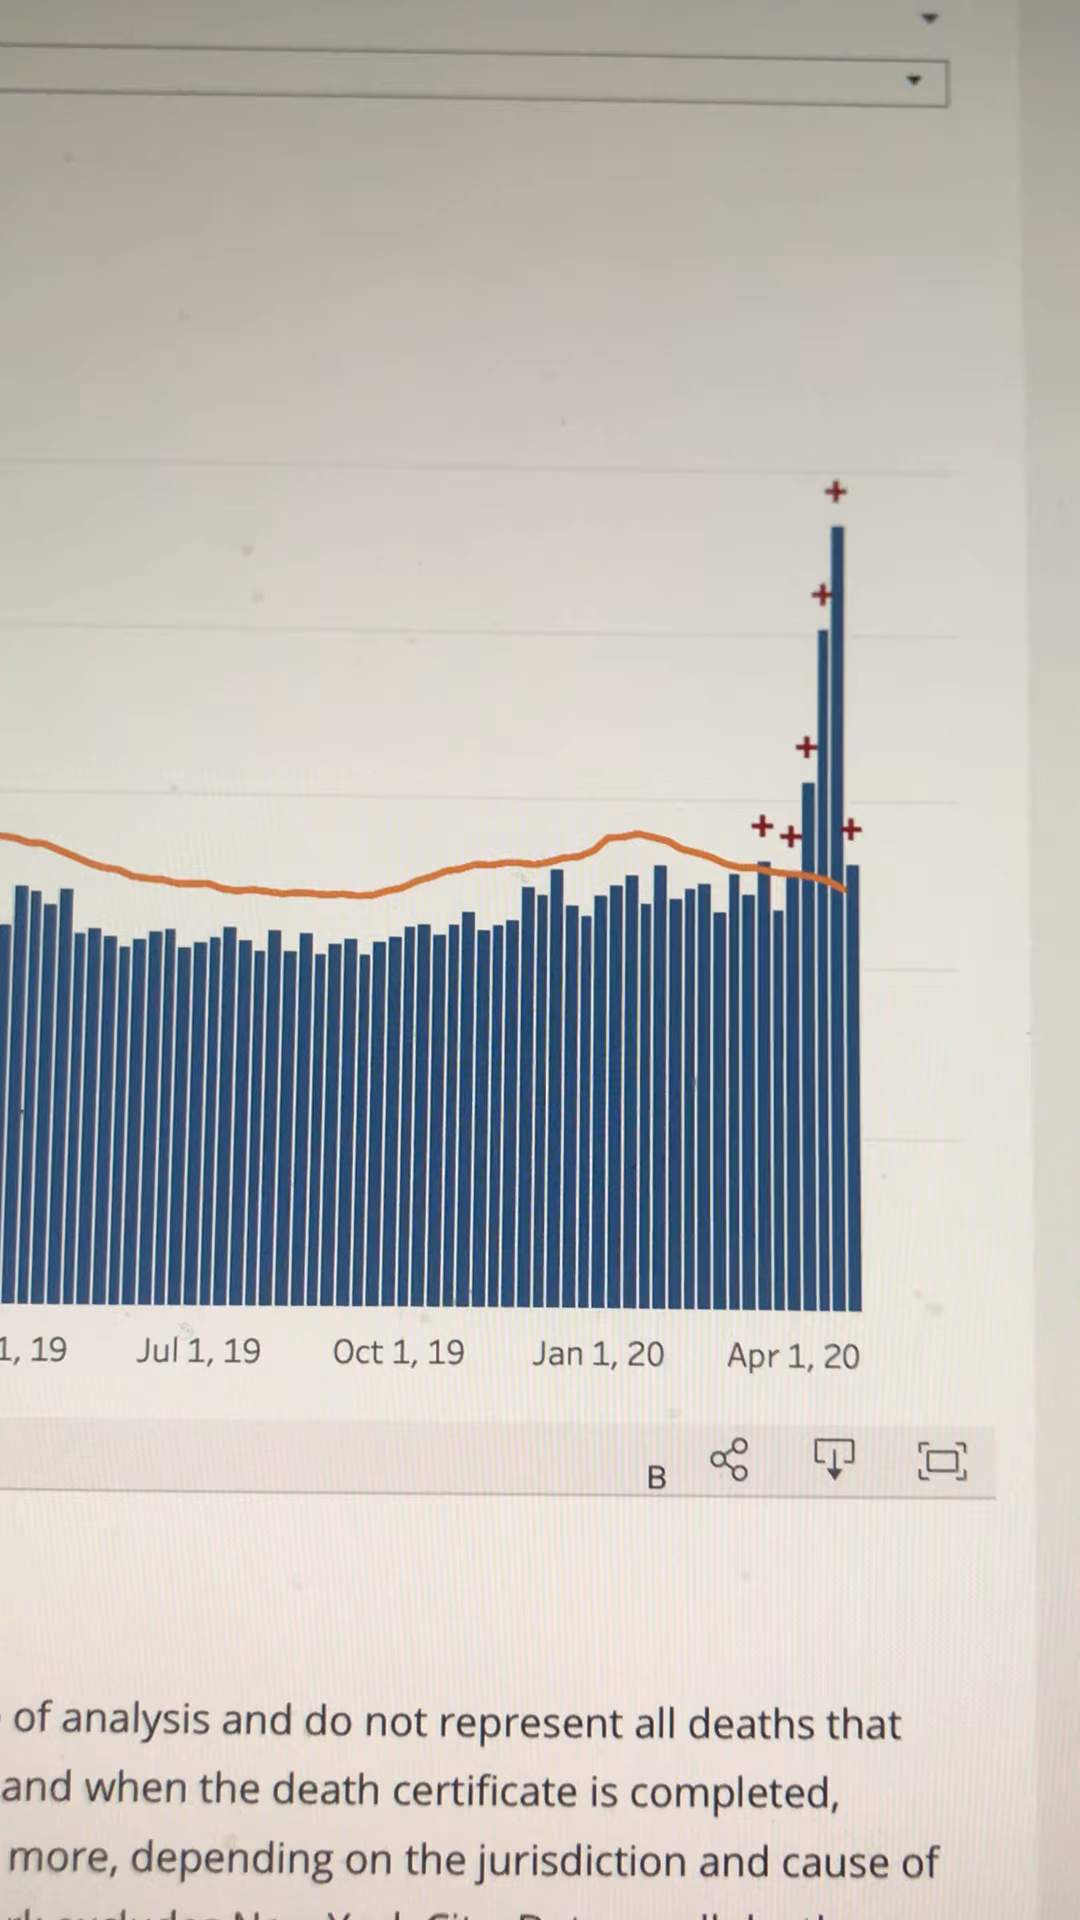 1, 19 Jul 1, 19 Oct 1, 19 Jan 1, 20 Apr 1, 20
B
of analysis and do not represent all deaths that
and when the death certificate is completed,
more, depending on the jurisdiction and cause of